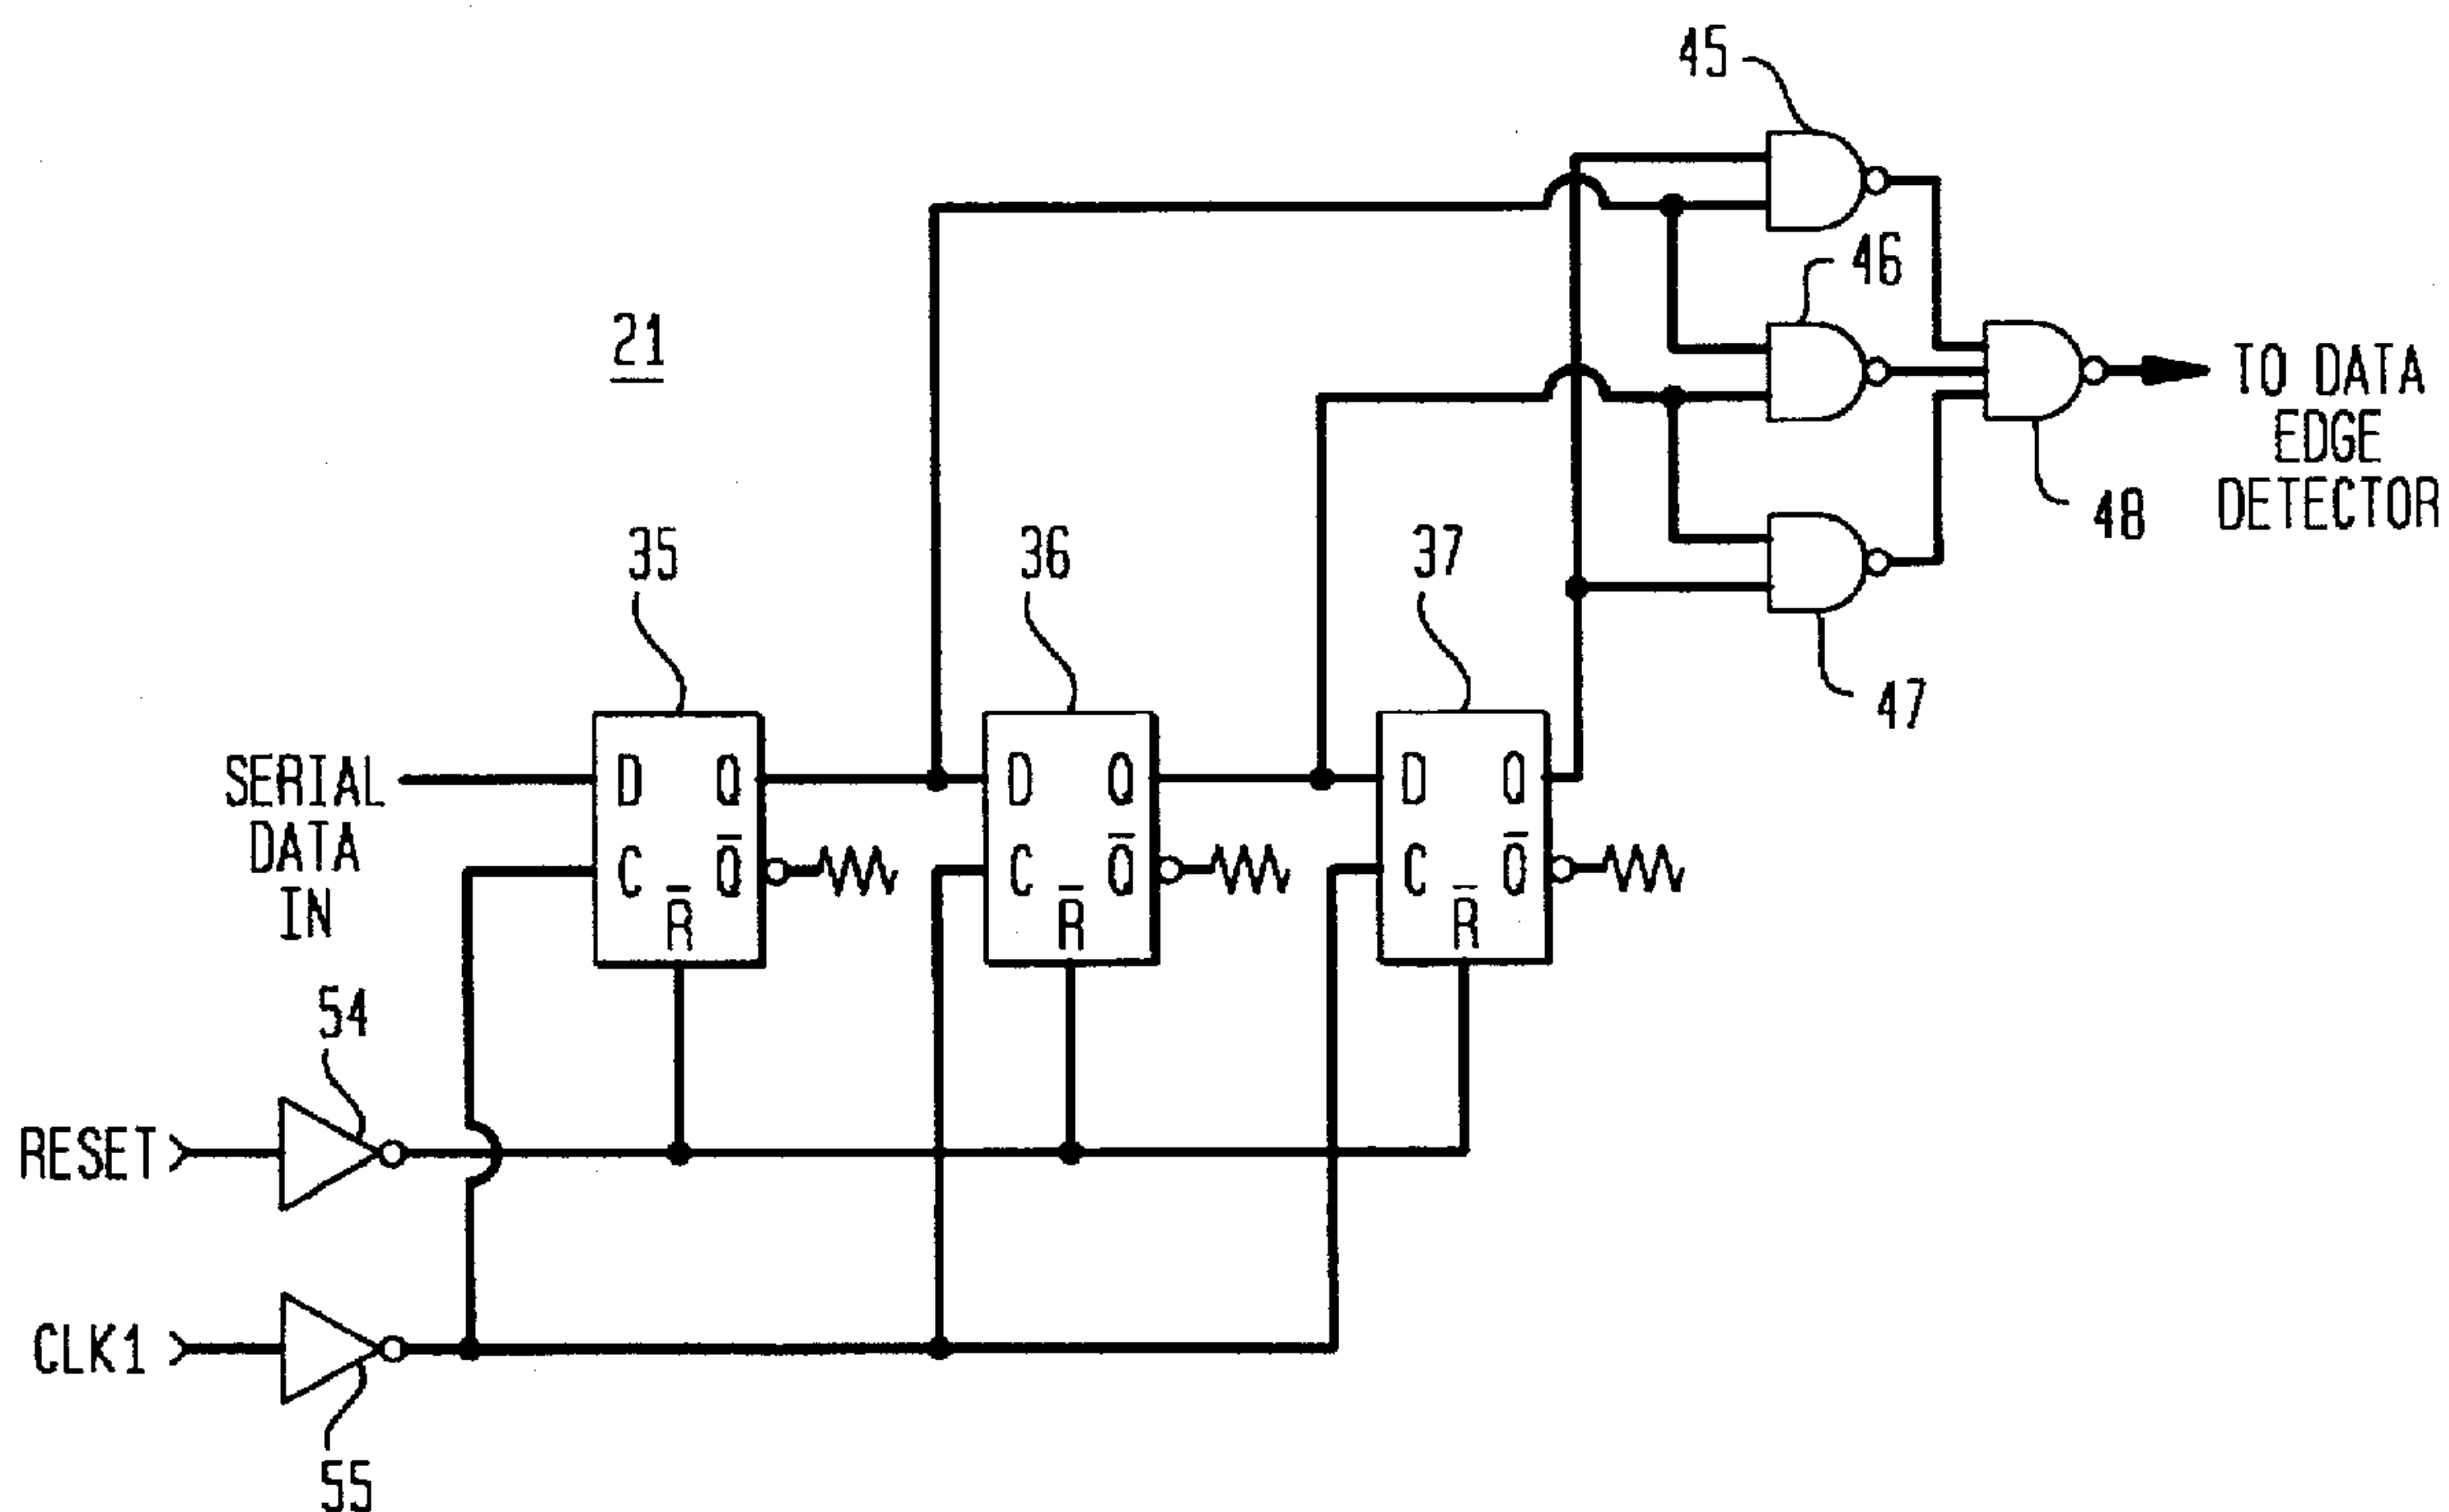 45
46
21
TO DATA
EDGE
DETECTOR
48
35
36
37
47
SERIAL
DATA
IN
D Q
C Q̅
R̅
D Q
C Q̅
R̅
D Q
C Q̅
R̅
54
RESET
CLK1
55